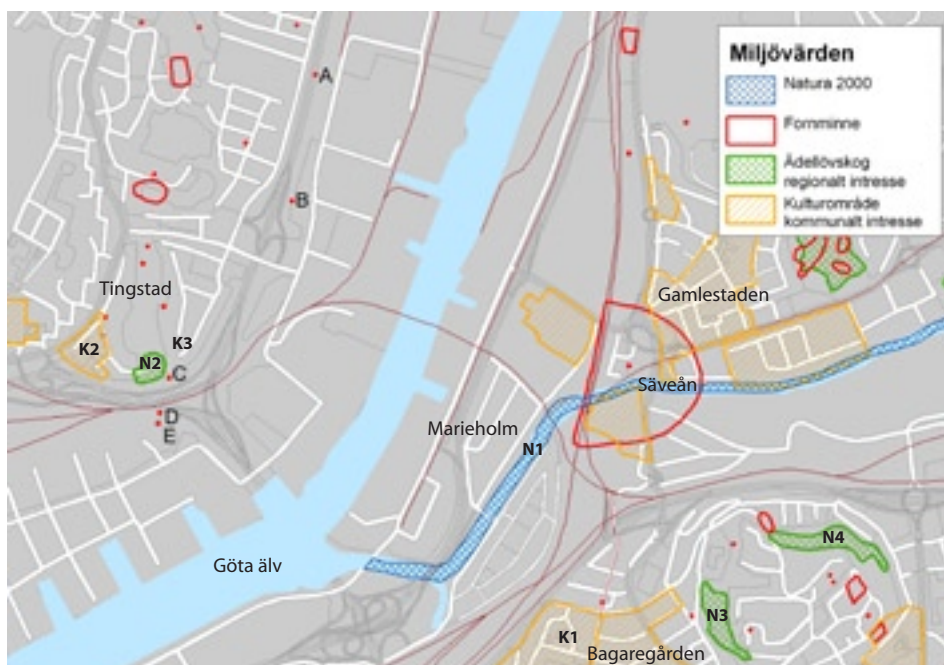 Miljövärden
Natura 2000
Fornminne
Ädellövskog
regionalt intresse
Kulturområde
kommunalt intresse
A
B
Tingstad
Gamlestaden
K2
N2
K3
C
D
E
Säveån
Marieholm
N1
Göta älv
N4
N3
K1
Bagaregården